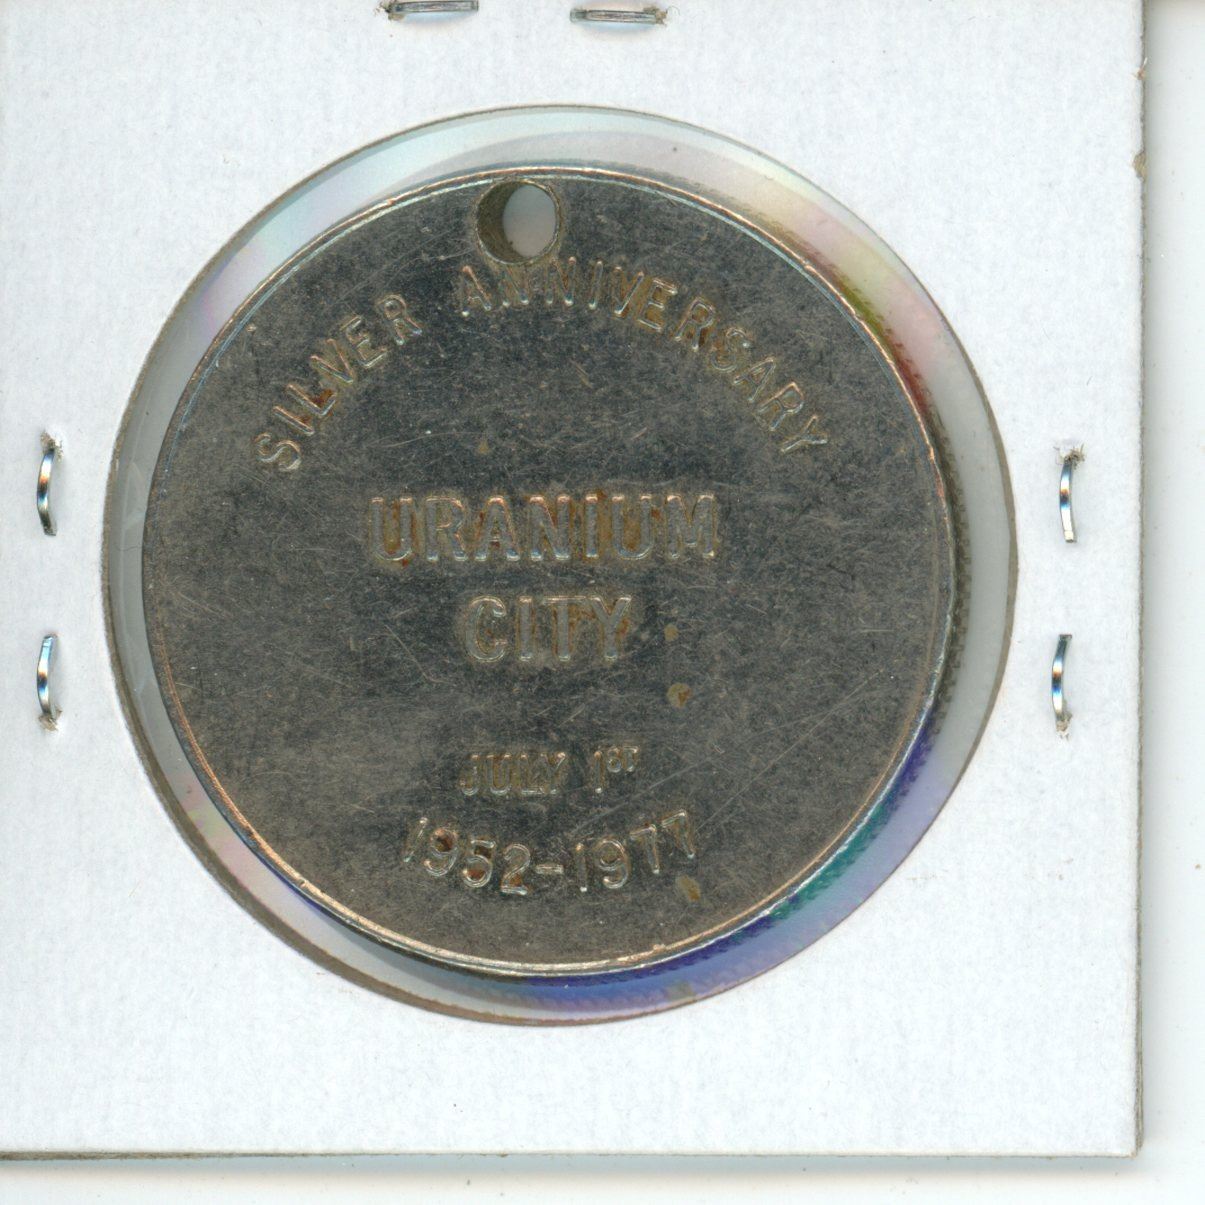 SILVER ANNIVERSARY
URANIUM
CITY
JULY 1ST
1952-1977